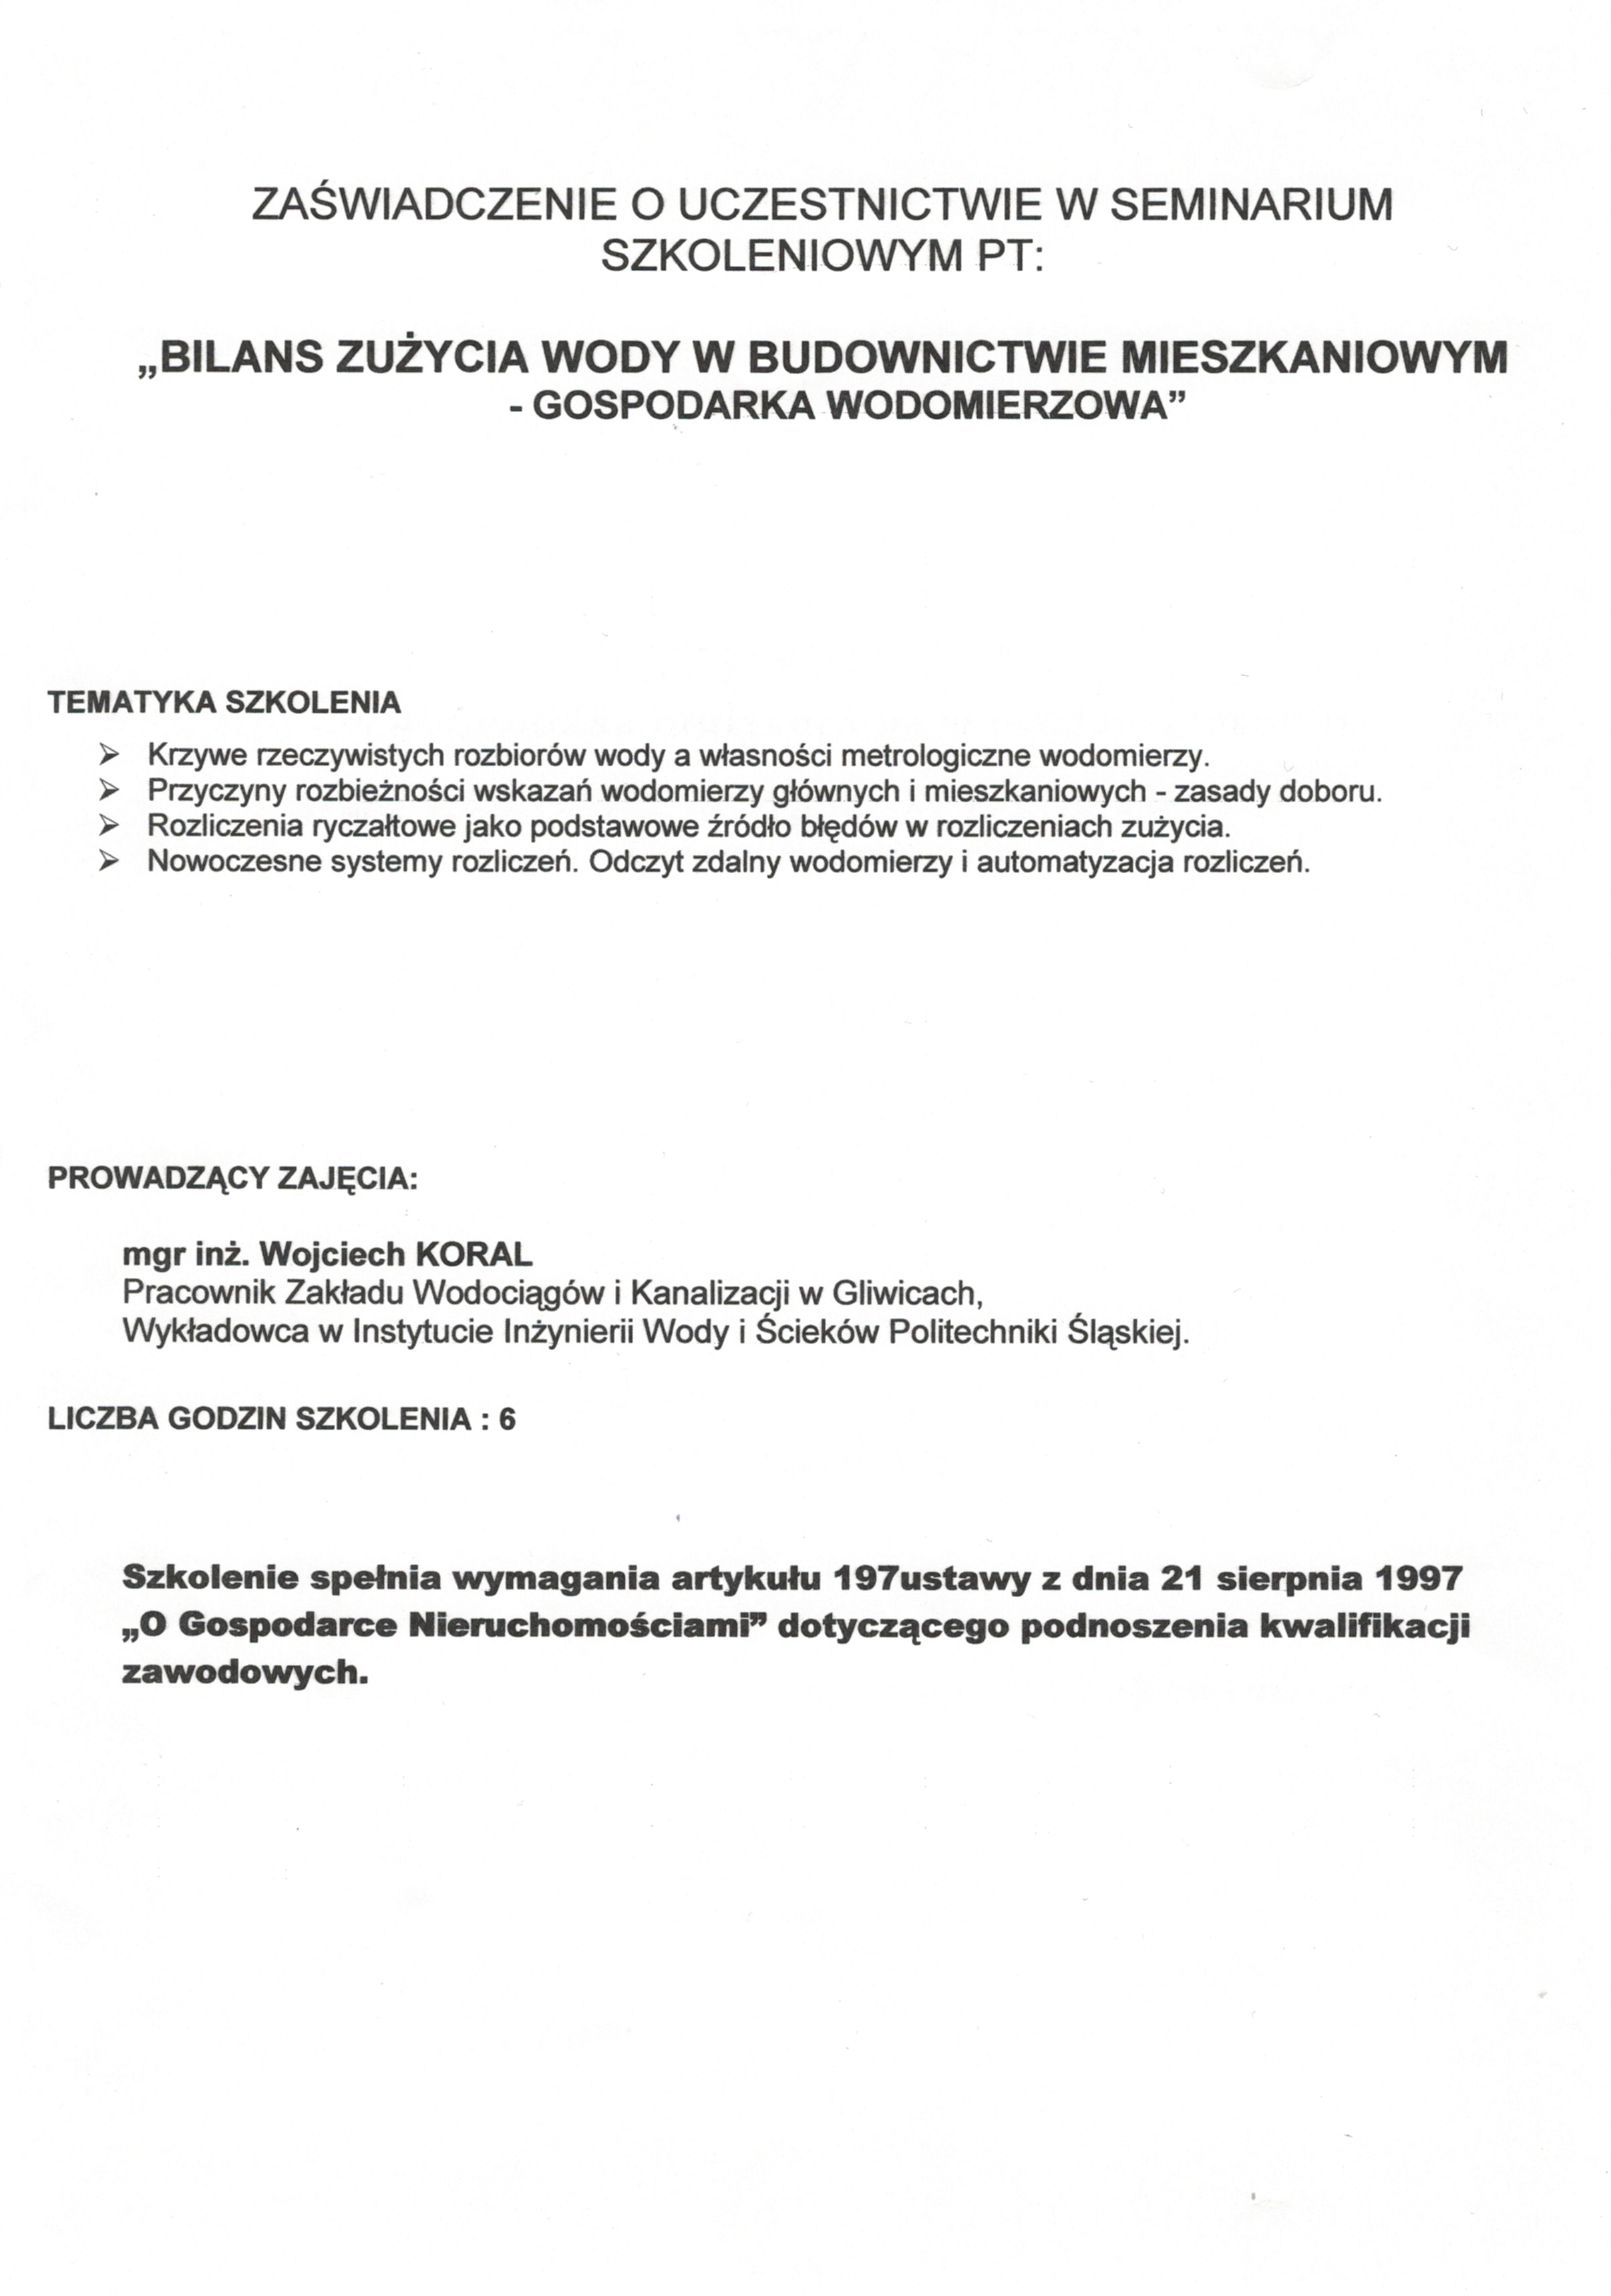 ZAŚWIADCZENIE O UCZESTNICTWIE W SEMINARIUM
SZKOLENIOWYM PT:
„BILANS ZUŻYCIA WODY W BUDOWNICTWIE MIESZKANIOWYM
- GOSPODARKA WODOMIERZOWA”
TEMATYKA SZKOLENIA
➢ Krzywe rzeczywistych rozbiorów wody a własności metrologiczne wodomierzy.
➢ Przyczyny rozbieżności wskazań wodomierzy głównych i mieszkaniowych - zasady doboru.
➢ Rozliczenia ryczałtowe jako podstawowe źródło błędów w rozliczeniach zużycia.
➢ Nowoczesne systemy rozliczeń. Odczyt zdalny wodomierzy i automatyzacja rozliczeń.
PROWADZĄCY ZAJĘCIA:
mgr inż. Wojciech KORAL
Pracownik Zakładu Wodociągów i Kanalizacji w Gliwicach,
Wykładowca w Instytucie Inżynierii Wody i Ścieków Politechniki Śląskiej.
LICZBA GODZIN SZKOLENIA : 6
Szkolenie spełnia wymagania artykułu 197ustawy z dnia 21 sierpnia 1997
„O Gospodarce Nieruchomościami” dotyczącego podnoszenia kwalifikacji
zawodowych.